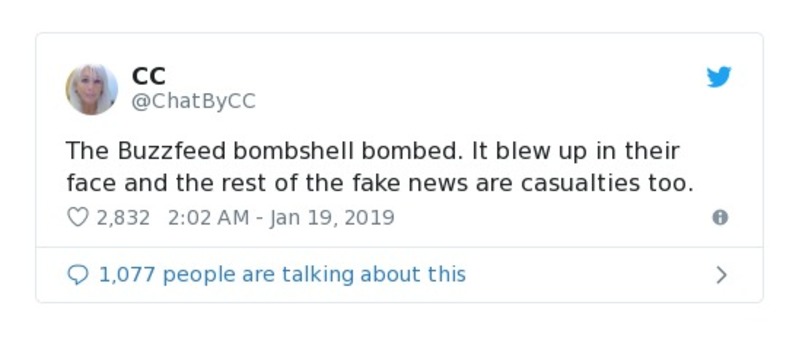 CC
@ChatByCC
The Buzzfeed bombshell bombed. It blew up in their
face and the rest of the fake news are casualties too.
2,832 2:02 AM - Jan 19, 2019
1,077 people are talking about this